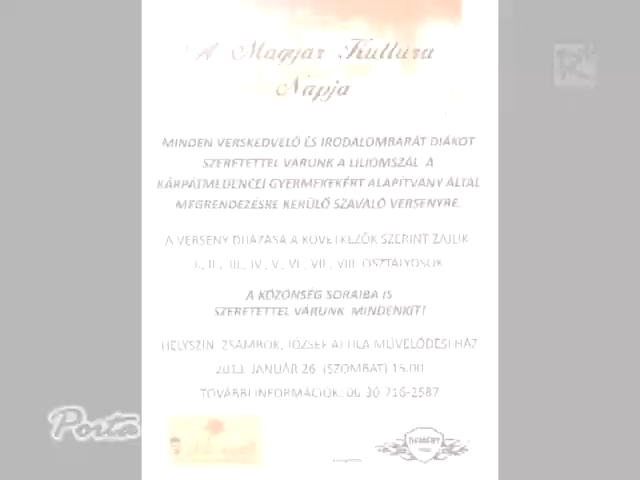 A Magyar Kultúra
Napja
MINDEN VERSKEDVELŐ ÉS IRODALOMBARÁT DIÁKOT
SZERETETTEL VÁRUNK A LILIOMSZÁL A
KÁRPÁTMEDENCEI GYERMEKEKÉRT ALAPÍTVÁNY ÁLTAL
MEGRENDEZÉSRE KERÜLŐ SZAVALÓ VERSENYRE.
A VERSENY DÍJAZÁSA A KÖVETKEZŐK SZERINT ZAJLIK
I., II., III., IV., V., VI., VII., VIII. OSZTÁLYOSOK
A KÖZÖNSÉG SORAIBA IS
SZERETETTEL VÁRUNK MINDENKIT!
HELYSZÍN: ZSÁMBOK, JÓZSEF ATTILA MŰVELŐDÉSI HÁZ
2013. JANUÁR 26. (SZOMBAT) 15.00
TOVÁBBI INFORMÁCIÓK: 06-30-716-2587
Porta